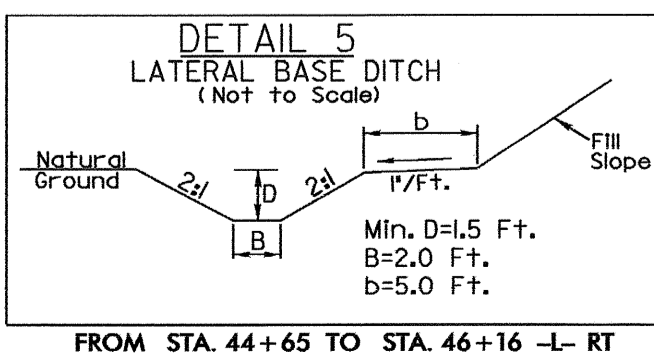 DETAIL 5
LATERAL BASE DITCH
(Not to Scale)
b
Natural
Ground
2:1
D
2:1
1"/Ft.
Fill
Slope
B
Min. D=1.5 Ft.
B=2.0 Ft.
b=5.0 Ft.
FROM STA. 44+65 TO STA. 46+16 -L- RT